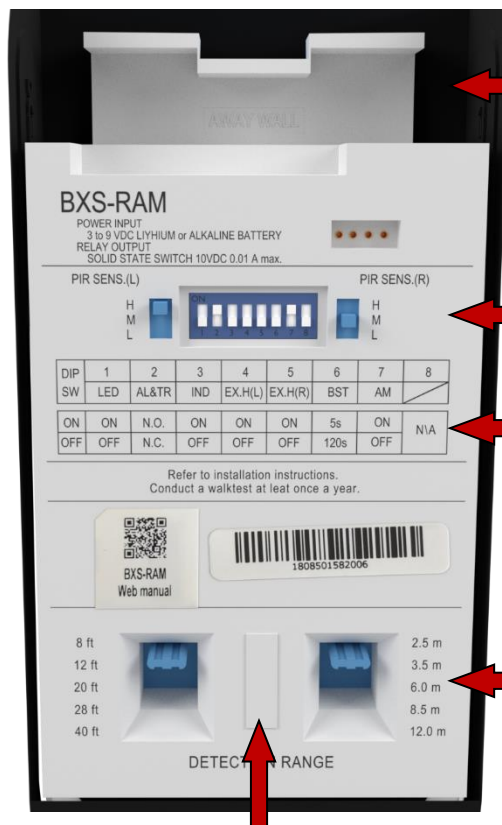 AWAY WALL
BXS-RAM
POWER INPUT
3 to 9 VDC LIYHIUM or ALKALINE BATTERY
RELAY OUTPUT
SOLID STATE SWITCH 10VDC 0.01 A max.
PIR SENS.(L) PIR SENS.(R)
H ON H
M M
L 1 2 3 4 5 6 7 8 L
DIP SW 1 2 3 4 5 6 7 8
LED AL&TR IND EX.H(L) EX.H(R) BST AM
ON ON N.O. ON ON ON 5s ON N\A
OFF OFF N.C. OFF OFF OFF 120s OFF
Refer to installation instructions.
Conduct a walktest at leat once a year.
BXS-RAM
Web manual
1808501582006
8 ft 2.5 m
12 ft 3.5 m
20 ft 6.0 m
28 ft 8.5 m
40 ft 12.0 m
DETECT N RANGE